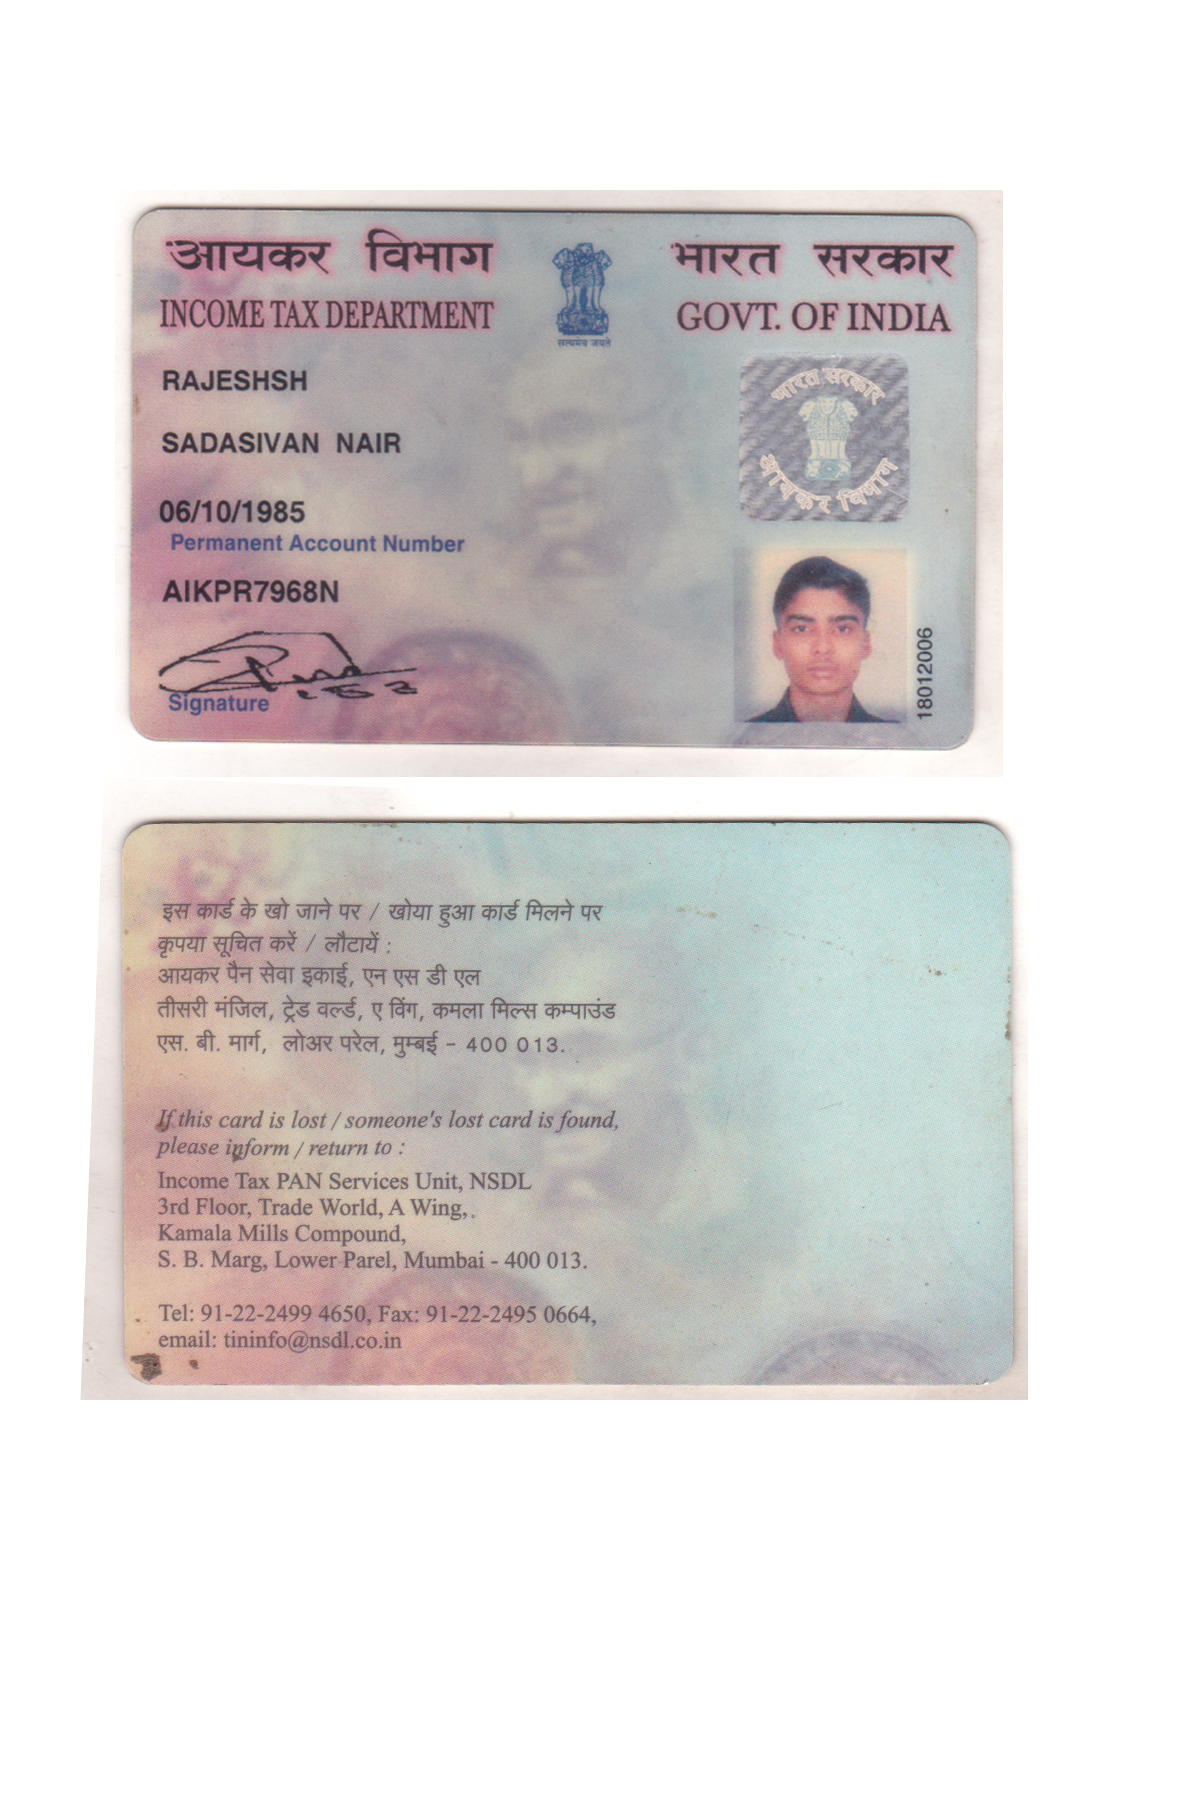 आयकर विभाग
भारत सरकार
INCOME TAX DEPARTMENT
GOVT. OF INDIA
सत्यमेव जयते
RAJESHSH
SADASIVAN NAIR
06/10/1985
Permanent Account Number
AIKPR7968N
Signature
भारत सरकार
आयकर विभाग
18012006
इस कार्ड के खो जाने पर / खोया हुआ कार्ड मिलने पर
कृपया सूचित करें / लौटायें :
आयकर पैन सेवा इकाई, एन एस डी एल
तीसरी मंजिल, ट्रेड वर्ल्ड, ए विंग, कमला मिल्स कम्पाउंड
एस. बी. मार्ग, लोअर परेल, मुम्बई - 400 013.
If this card is lost / someone's lost card is found,
please inform / return to :
Income Tax PAN Services Unit, NSDL
3rd Floor, Trade World, A Wing,
Kamala Mills Compound,
S. B. Marg, Lower Parel, Mumbai - 400 013.
Tel: 91-22-2499 4650, Fax: 91-22-2495 0664,
email: tininfo@nsdl.co.in